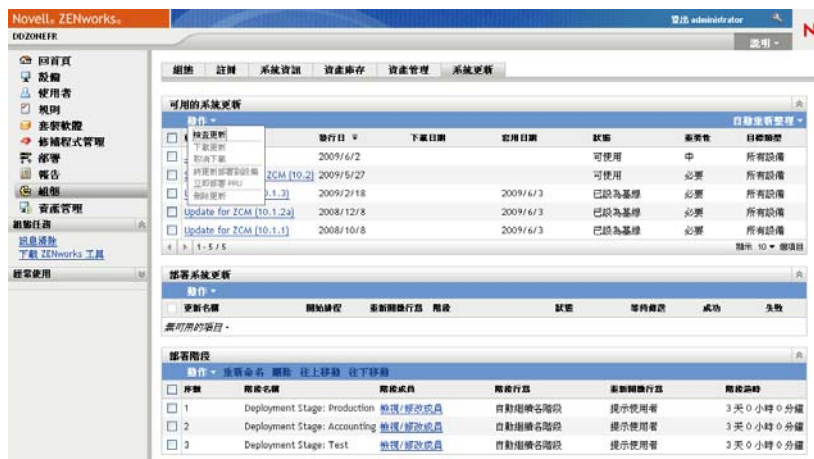 Novell® ZENworks®
登出 administrator
N
DDZONEFR
說明
回首頁
設備
使用者
規則
套裝軟體
修補程式管理
部署
報告
組態
資產管理
組態任務
訊息清除
下載 ZENworks 工具
經常使用
組態 註冊 系統資訊 資產庫存 資產管理 系統更新
可用的系統更新
動作 自動重新整理
發行日 下載日期 套用日期 狀態 重要性 目標類型
檢查更新
下載更新
取消下載
將更新部署到設備
立即部署 PRU
刪除更新
2009/6/2 可使用 中 所有設備
ZCM (10.2) 2009/5/27 可使用 必要 所有設備
0.1.3) 2009/2/18 2009/6/3 已設為基線 必要 所有設備
Update for ZCM (10.1.2a) 2008/12/8 2009/6/3 已設為基線 必要 所有設備
Update for ZCM (10.1.1) 2008/10/8 2009/6/3 已設為基線 必要 所有設備
1 - 5 / 5 顯示 10 個項目
部署系統更新
動作
更新名稱 開始排程 重新開機行為 階段 狀態 等待 成功 失敗
無可用的項目。
部署階段
動作 重新命名 刪除 往上移動 往下移動
序數 階段名稱 階段成員 階段行為 重新開機行為 階段逾時
1 Deployment Stage: Production 檢視/修改成員 自動繼續各階段 提示使用者 3 天 0 小時 0 分鐘
2 Deployment Stage: Accounting 檢視/修改成員 自動繼續各階段 提示使用者 3 天 0 小時 0 分鐘
3 Deployment Stage: Test 檢視/修改成員 自動繼續各階段 提示使用者 3 天 0 小時 0 分鐘